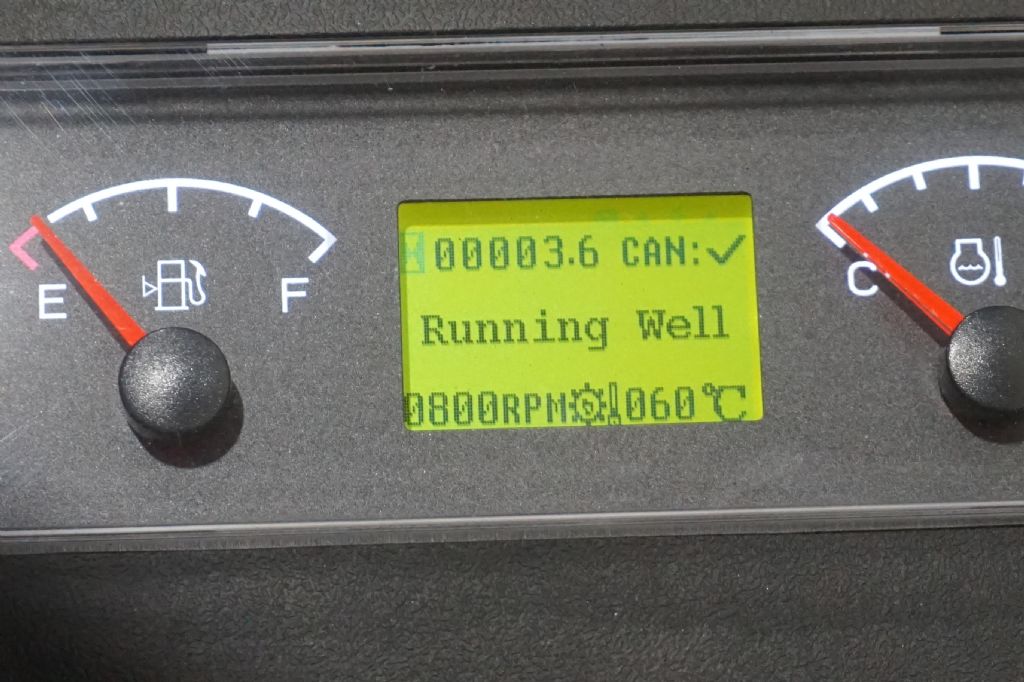 H 00003.6 CAN:✓
Running Well
0800RPM 060℃
E
F
C